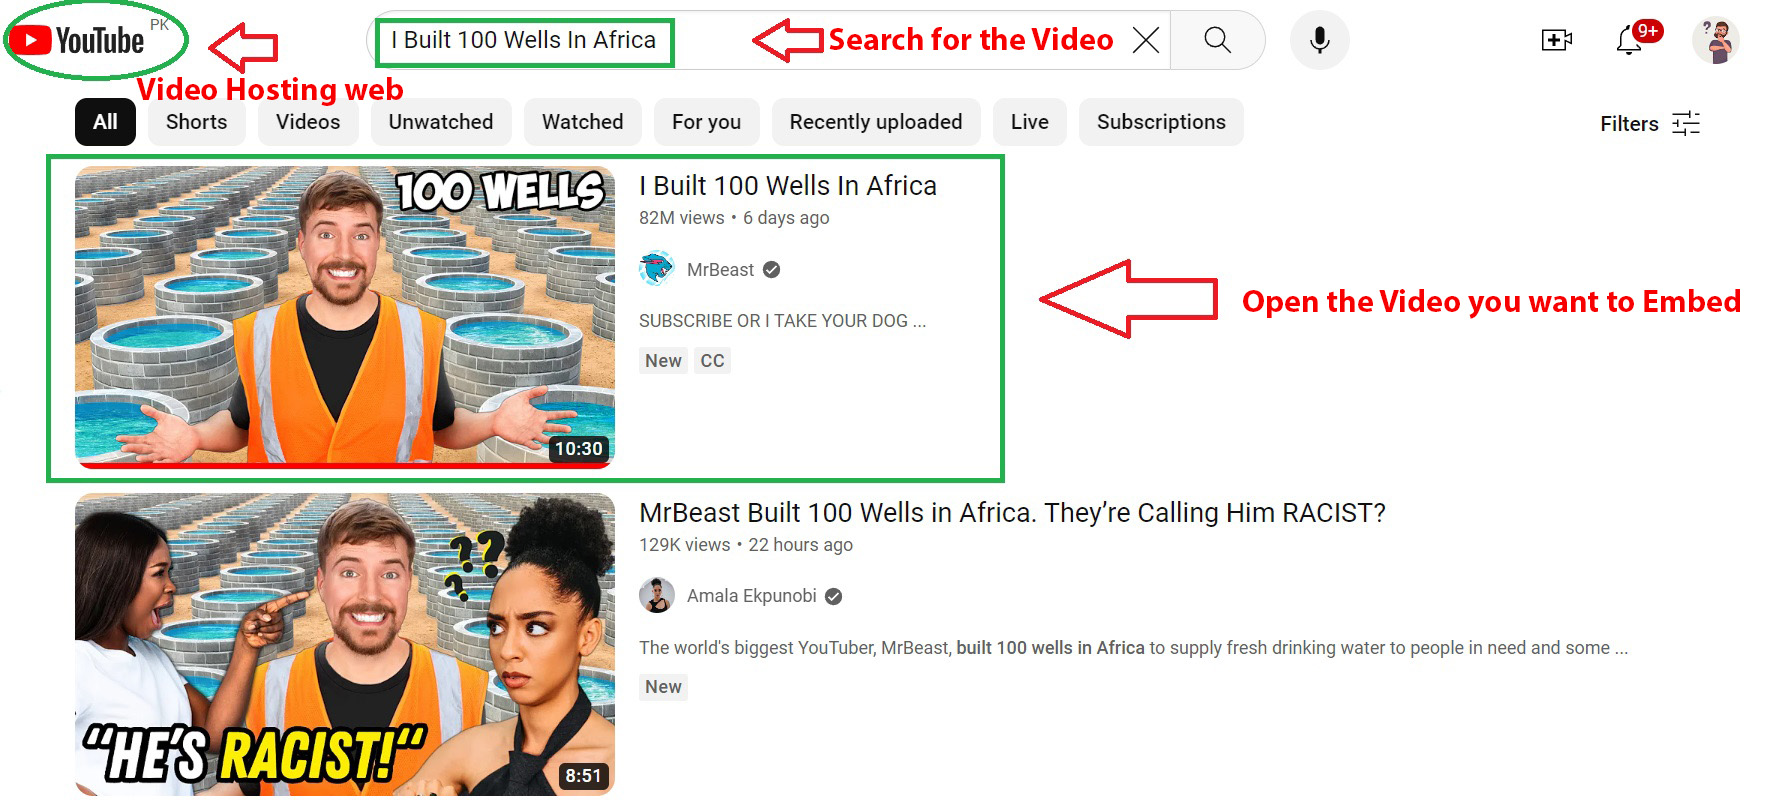 YouTube PK
I Built 100 Wells In Africa
Search for the Video
9+
?
Video Hosting web
All
Shorts
Videos
Unwatched
Watched
For you
Recently uploaded
Live
Subscriptions
Filters
100 WELLS
10:30
I Built 100 Wells In Africa
82M views • 6 days ago
MrBeast
SUBSCRIBE OR I TAKE YOUR DOG ...
New
CC
Open the Video you want to Embed
???
"HE'S RACIST!"
8:51
MrBeast Built 100 Wells in Africa. They’re Calling Him RACIST?
129K views • 22 hours ago
Amala Ekpunobi
The world's biggest YouTuber, MrBeast, built 100 wells in Africa to supply fresh drinking water to people in need and some ...
New